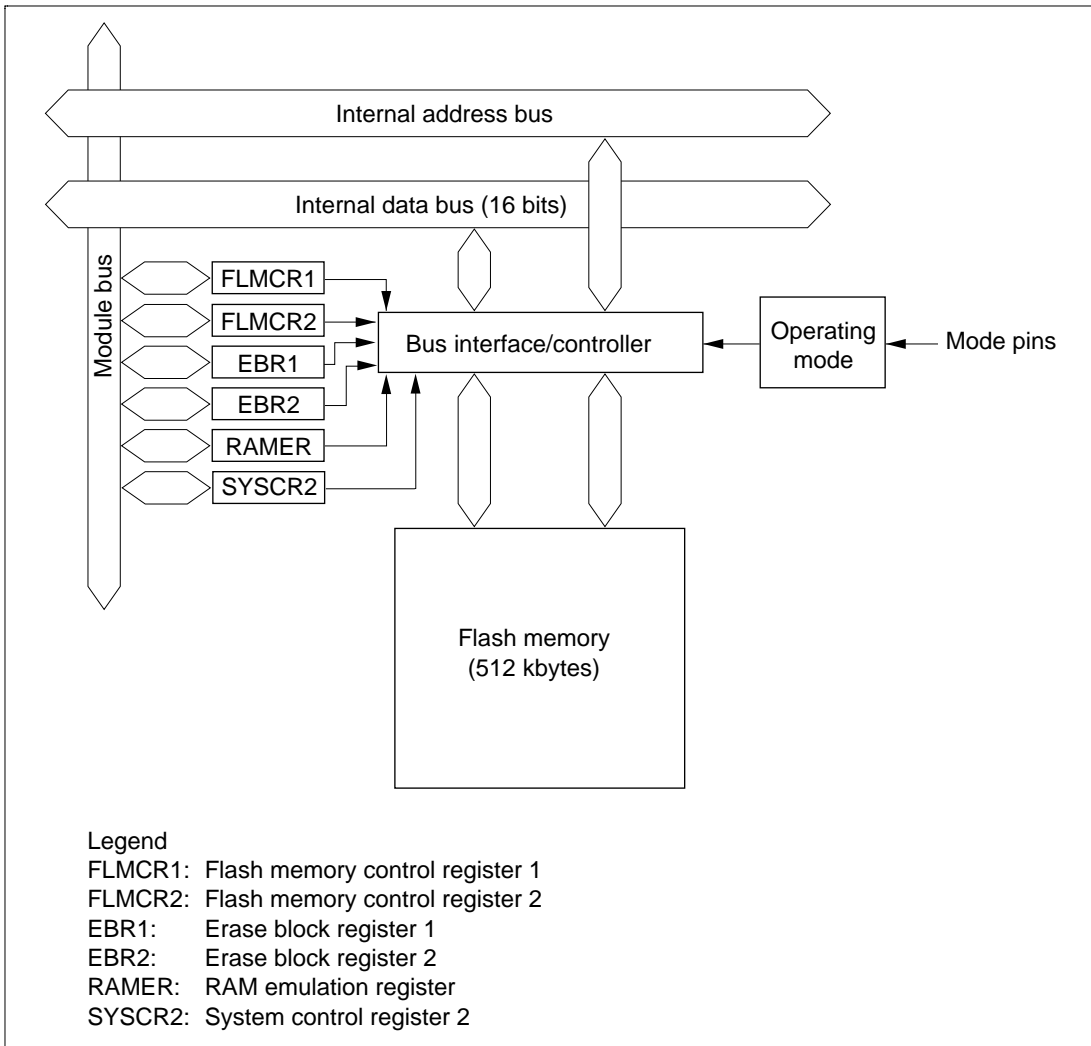 Internal address bus
Internal data bus (16 bits)
Module bus
FLMCR1
FLMCR2
EBR1
EBR2
RAMER
SYSCR2
Bus interface/controller
Operating
mode
Mode pins
Flash memory
(512 kbytes)
Legend
FLMCR1: Flash memory control register 1
FLMCR2: Flash memory control register 2
EBR1: Erase block register 1
EBR2: Erase block register 2
RAMER: RAM emulation register
SYSCR2: System control register 2